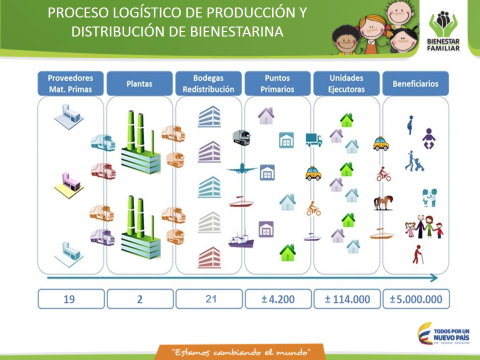 PROCESO LOGÍSTICO DE PRODUCCIÓN Y
DISTRIBUCIÓN DE BIENESTARINA
BIENESTAR
FAMILIAR
Proveedores
Mat. Primas
Plantas
Bodegas
Redistribución
Puntos
Primarios
Unidades
Ejecutoras
Beneficiarios
19
2
21
±4.200
±114.000
±5.000.000
TODOS POR UN
NUEVO PAÍS
"Estamos cambiando el mundo"